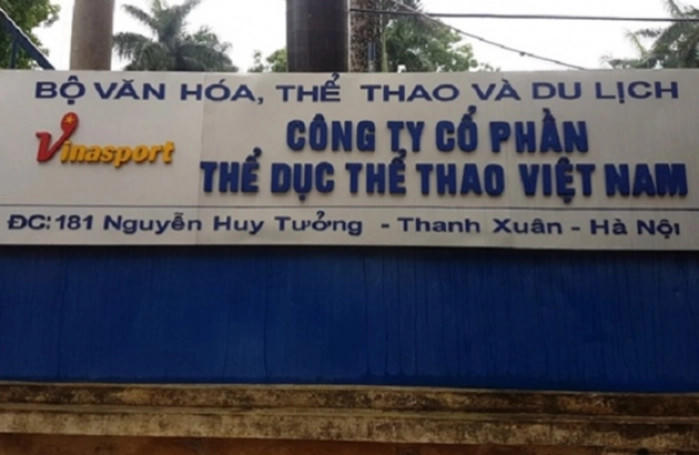 BỘ VĂN HÓA, THỂ THAO VÀ DU LỊCH
Vinasport
CÔNG TY CỔ PHẦN
THỂ DỤC THỂ THAO VIỆT NAM
ĐC: 181 Nguyễn Huy Tưởng - Thanh Xuân - Hà Nội